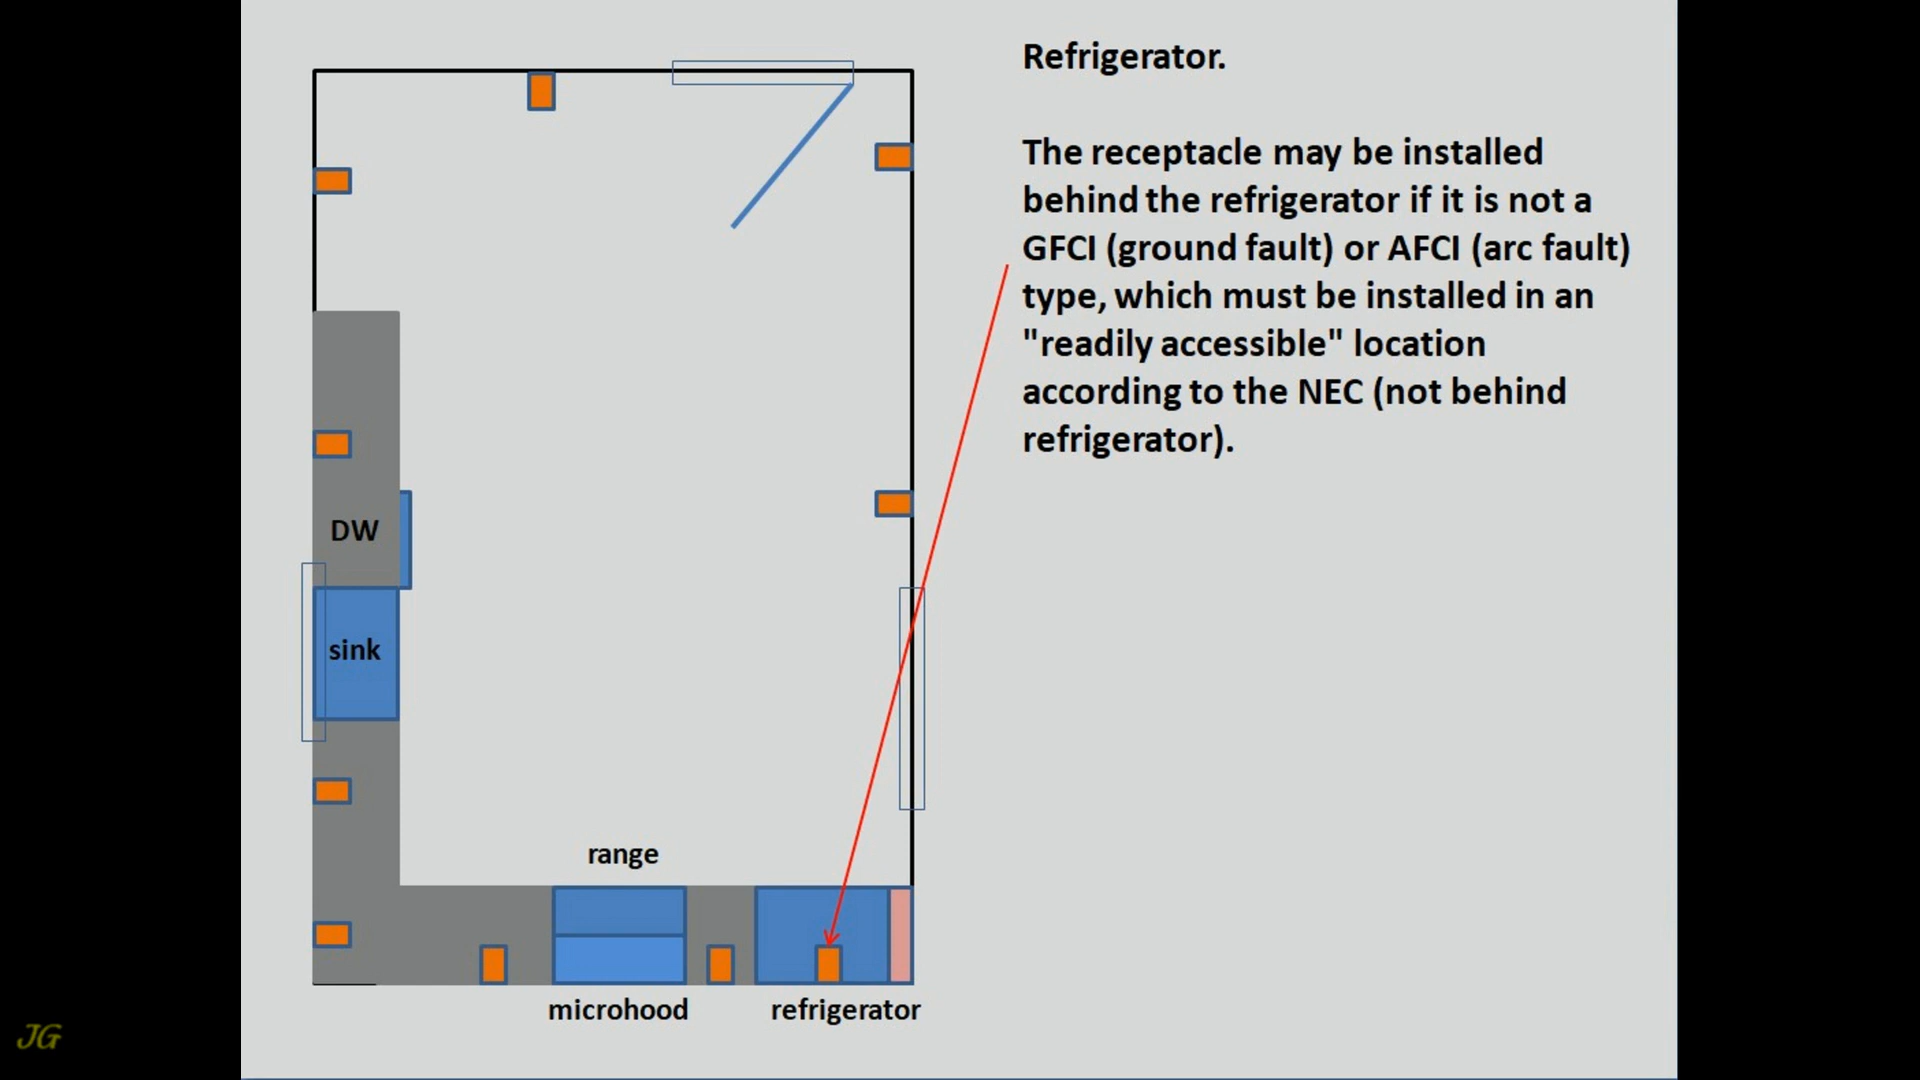 Refrigerator.
The receptacle may be installed
behind the refrigerator if it is not a
GFCI (ground fault) or AFCI (arc fault)
type, which must be installed in an
"readily accessible" location
according to the NEC (not behind
refrigerator).
DW
sink
range
microhood
refrigerator
JG